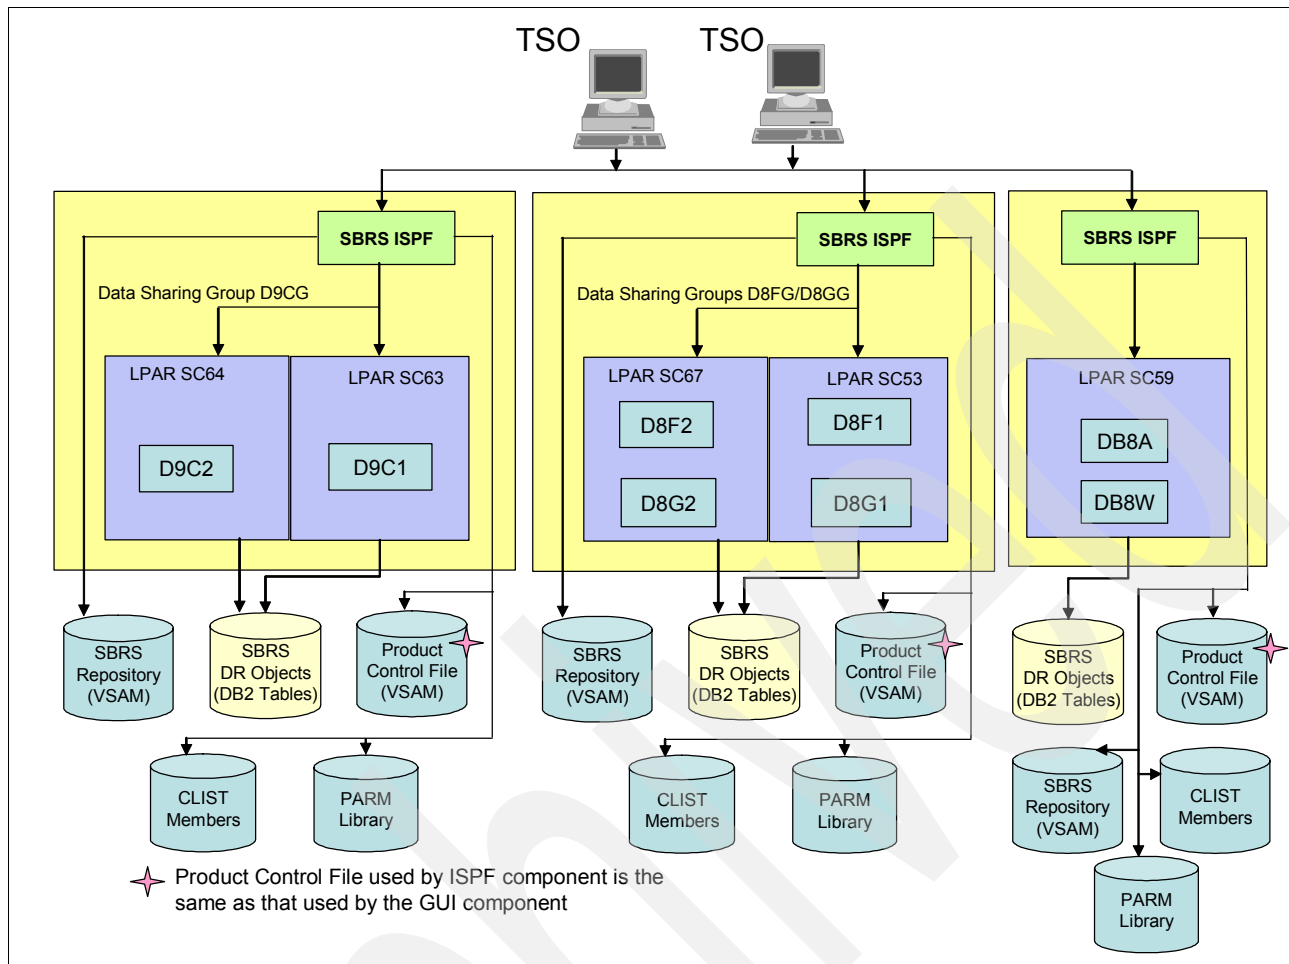 TSO
TSO
SBRS ISPF
SBRS ISPF
SBRS ISPF
Data Sharing Group D9CG
Data Sharing Groups D8FG/D8GG
LPAR SC64
LPAR SC63
LPAR SC67
LPAR SC53
LPAR SC59
D9C2
D9C1
D8F2
D8F1
D8G2
D8G1
DB8A
DB8W
SBRS
Repository
(VSAM)
SBRS
DR Objects
(DB2 Tables)
Product
Control File
(VSAM)
SBRS
Repository
(VSAM)
SBRS
DR Objects
(DB2 Tables)
Product
Control File
(VSAM)
SBRS
DR Objects
(DB2 Tables)
Product
Control File
(VSAM)
CLIST
Members
PARM
Library
CLIST
Members
PARM
Library
SBRS
Repository
(VSAM)
CLIST
Members
PARM
Library
Product Control File used by ISPF component is the
same as that used by the GUI component